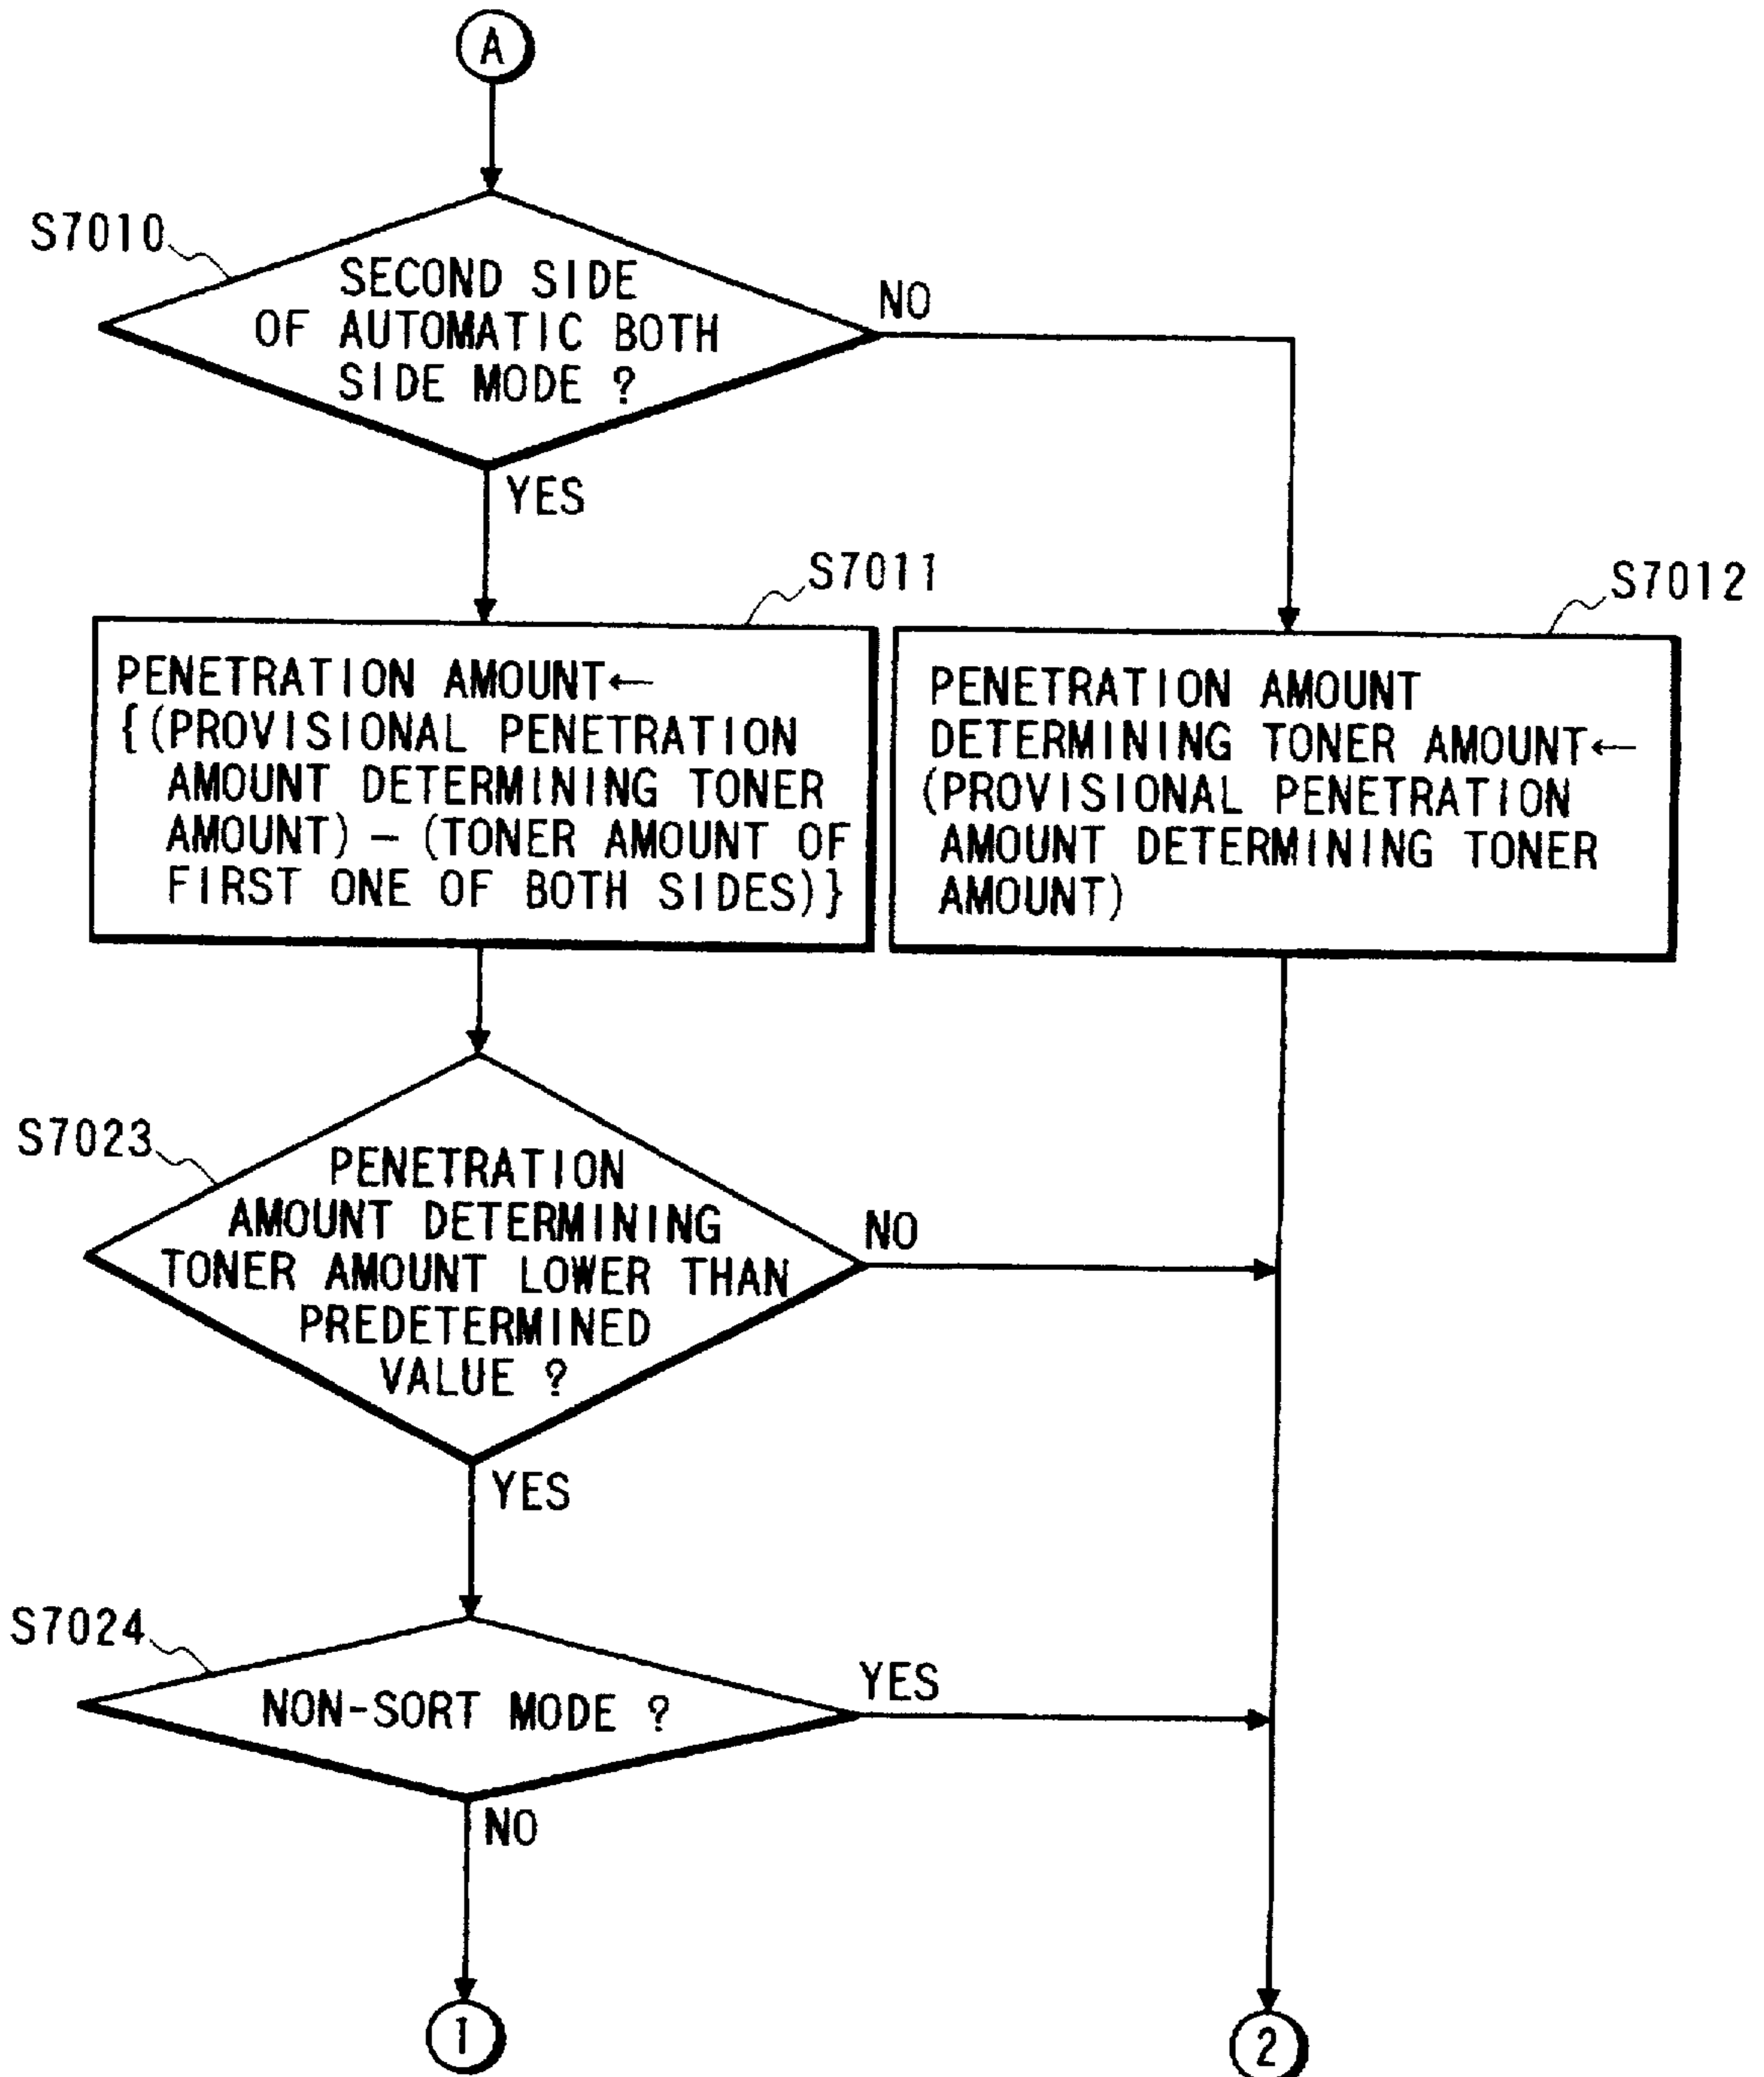 A
S7010
SECOND SIDE
OF AUTOMATIC BOTH
SIDE MODE ?
NO
YES
S7011
PENETRATION AMOUNT←
{(PROVISIONAL PENETRATION
AMOUNT DETERMINING TONER
AMOUNT) – (TONER AMOUNT OF
FIRST ONE OF BOTH SIDES)}
S7012
PENETRATION AMOUNT
DETERMINING TONER AMOUNT←
(PROVISIONAL PENETRATION
AMOUNT DETERMINING TONER
AMOUNT)
S7023
PENETRATION
AMOUNT DETERMINING
TONER AMOUNT LOWER THAN
PREDETERMINED
VALUE ?
NO
YES
S7024
NON-SORT MODE ?
YES
NO
1
2